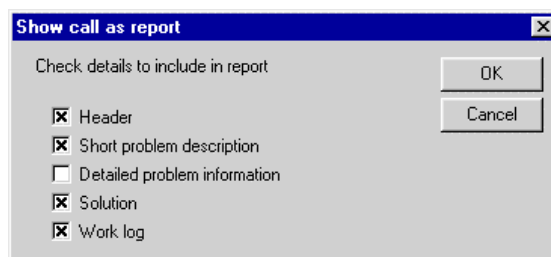 Show call as report
Check details to include in report
OK
Cancel
Header
Short problem description
Detailed problem information
Solution
Work log